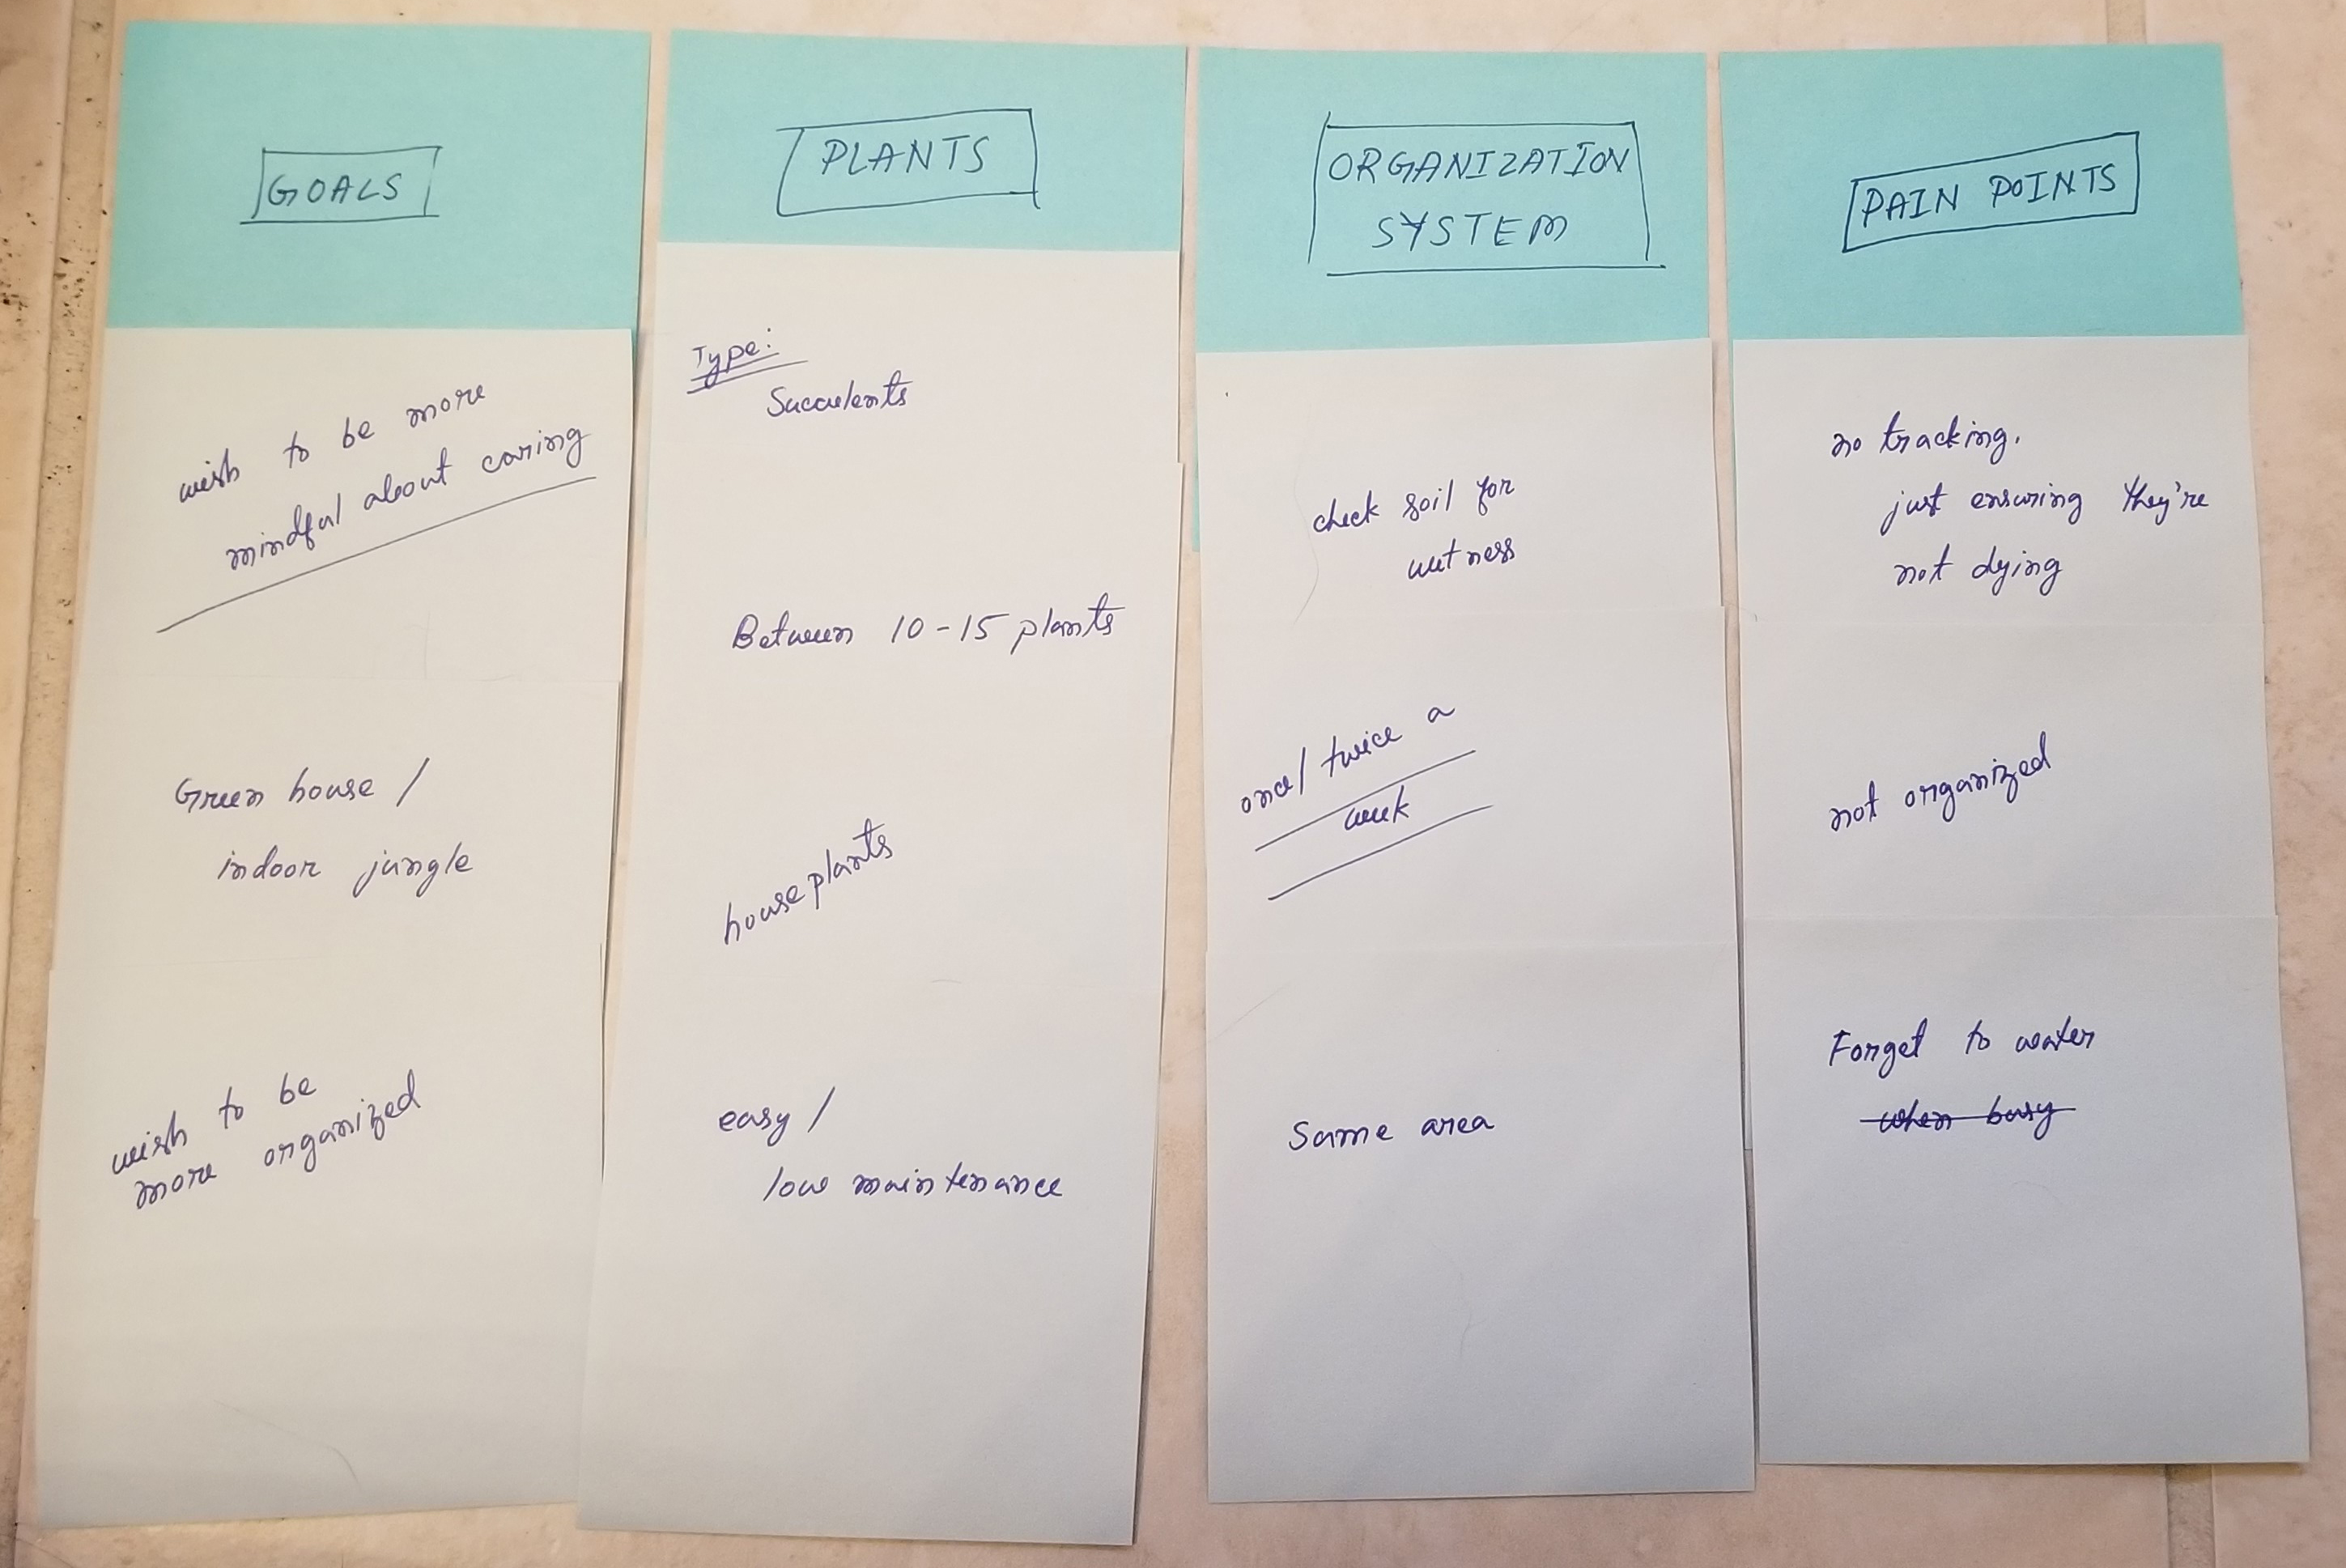 GOALS
wish to be more
mindful about caring
Green house /
indoor jungle
wish to be
more organized
PLANTS
Type:
Succulents
Between 10-15 plants
houseplants
easy /
low maintenance
ORGANIZATION
SYSTEM
check soil for
wetness
once/ twice a
week
Same area
PAIN POINTS
no tracking.
just ensuring they're
not dying
not organized
Forget to water
when busy